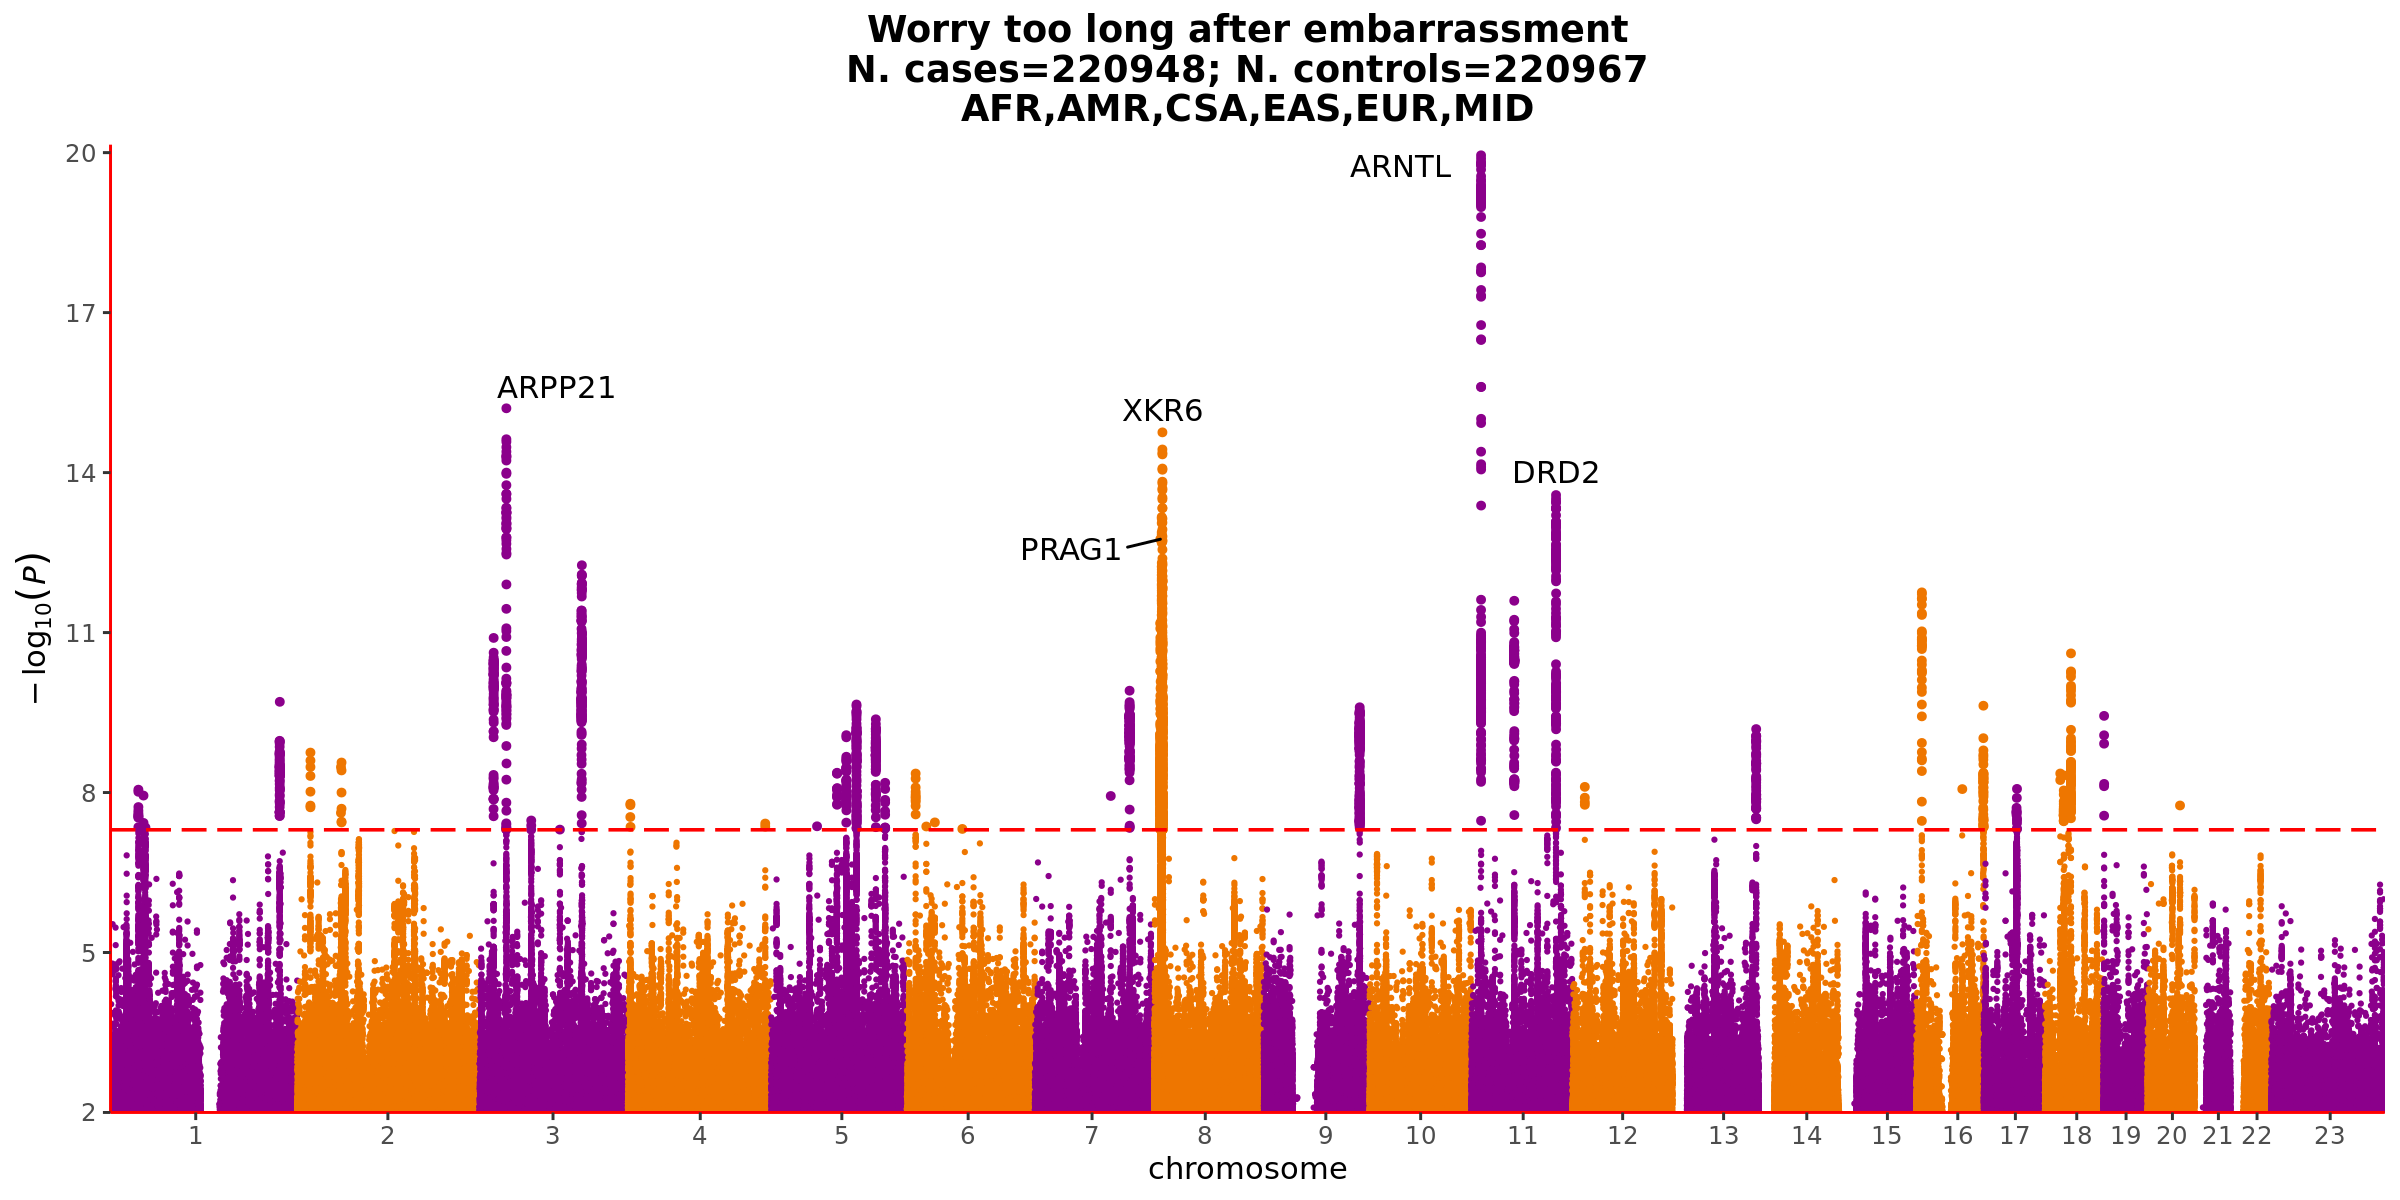 Worry too long after embarrassment
N. cases=220948; N. controls=220967
AFR,AMR,CSA,EAS,EUR,MID
20
17
14
11
8
5
2
−log10(P)
ARNTL
ARPP21
XKR6
DRD2
PRAG1
1 2 3 4 5 6 7 8 9 10 11 12 13 14 15 16 17 18 19 20 21 22 23
chromosome